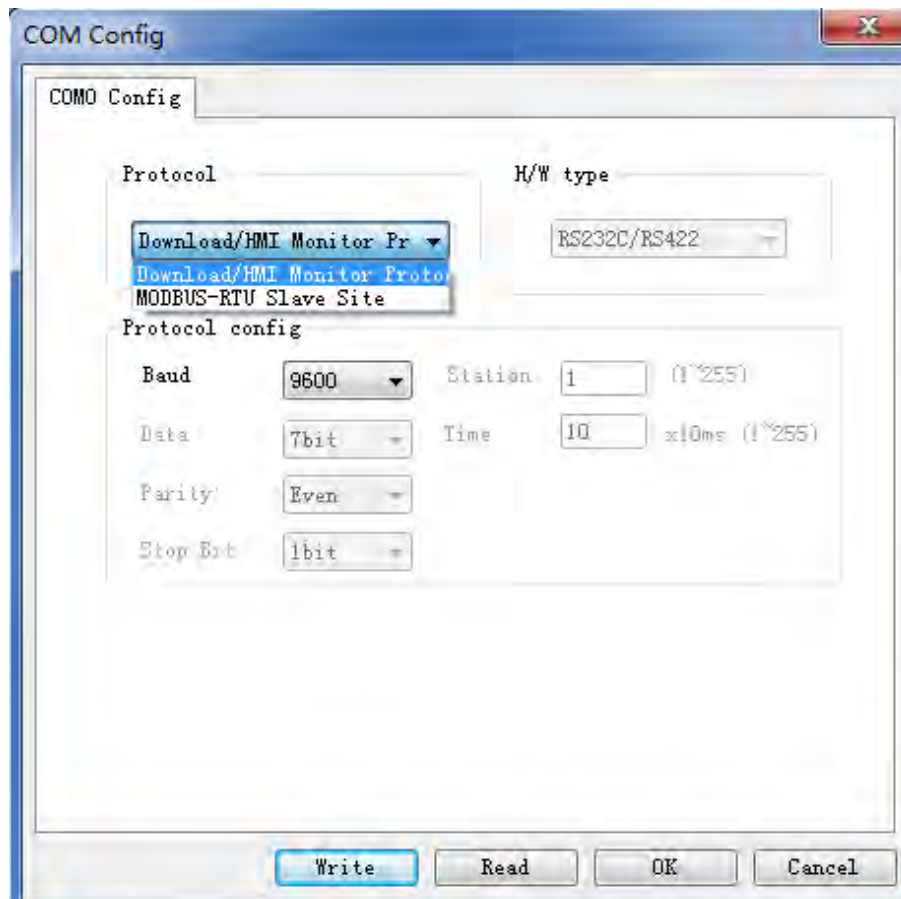 COM Config
COM0 Config
Protocol
H/W type
Download/HMI Monitor Pr
RS232C/RS422
Download/HMI Monitor Proto
MODBUS-RTU Slave Site
Protocol config
Baud 9600 Station 1 (1~255)
Data 7bit Time 10 x10ms (1~255)
Parity Even
Stop Bit 1bit
Write Read OK Cancel